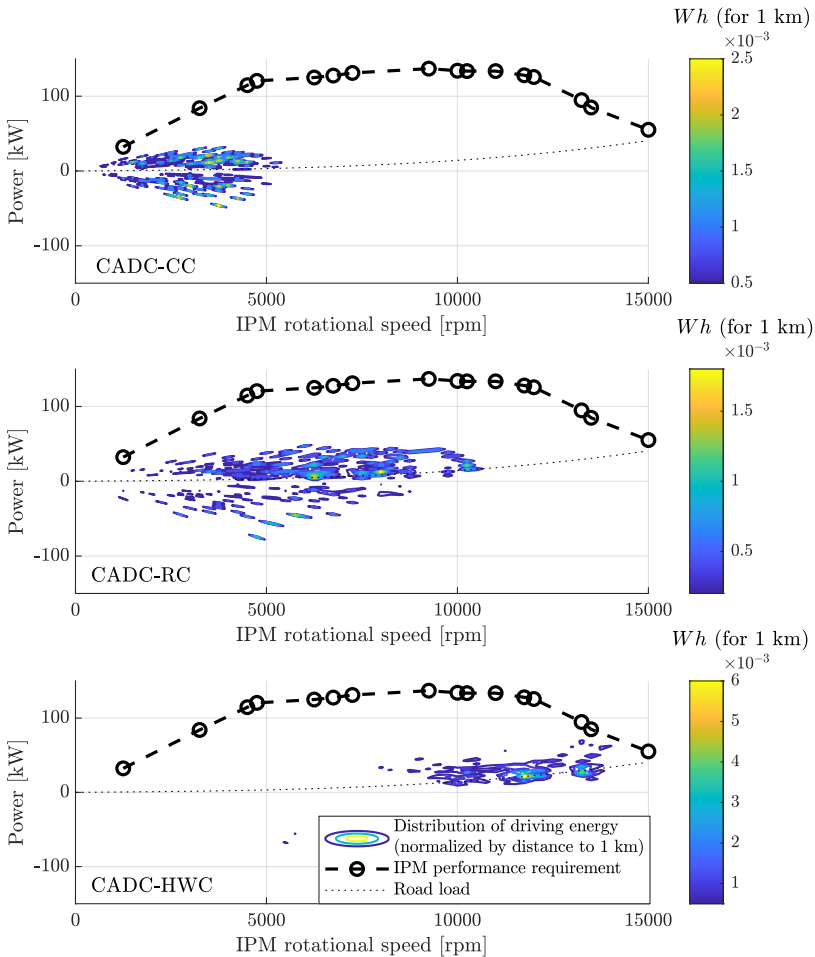 Wh (for 1 km)
×10⁻³
2.5
2
1.5
1
0.5
Power [kW]
100
0
-100
CADC-CC
0 5000 10000 15000
IPM rotational speed [rpm]
Wh (for 1 km)
×10⁻³
1.5
1
0.5
Power [kW]
100
0
-100
CADC-RC
0 5000 10000 15000
IPM rotational speed [rpm]
Wh (for 1 km)
×10⁻³
6
5
4
3
2
1
Power [kW]
100
0
-100
CADC-HWC
Distribution of driving energy
(normalized by distance to 1 km)
IPM performance requirement
Road load
0 5000 10000 15000
IPM rotational speed [rpm]